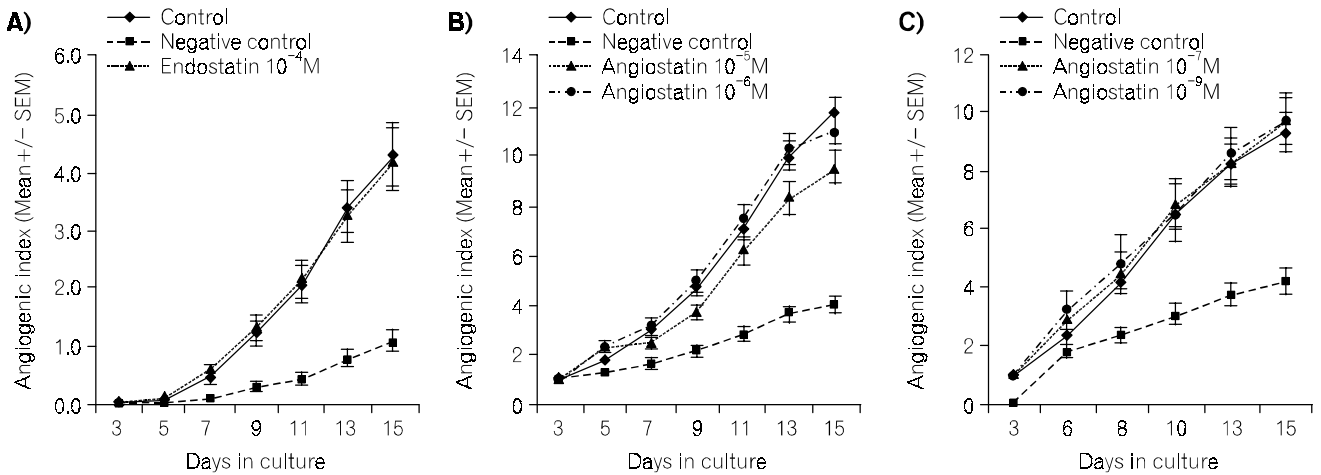 A)
Control
Negative control
Endostatin 10⁻⁴M
Angiogenic index (Mean+/− SEM)
6.0
5.0
4.0
3.0
2.0
1.0
0.0
3 5 7 9 11 13 15
Days in culture
B)
Control
Negative control
Angiostatin 10⁻⁵M
Angiostatin 10⁻⁶M
Angiogenic index (Mean+/− SEM)
14
12
10
8
6
4
2
0
3 5 7 9 11 13 15
Days in culture
C)
Control
Negative control
Angiostatin 10⁻⁷M
Angiostatin 10⁻⁹M
Angiogenic index (Mean+/− SEM)
12
10
8
6
4
2
0
3 6 8 10 13 15
Days in culture